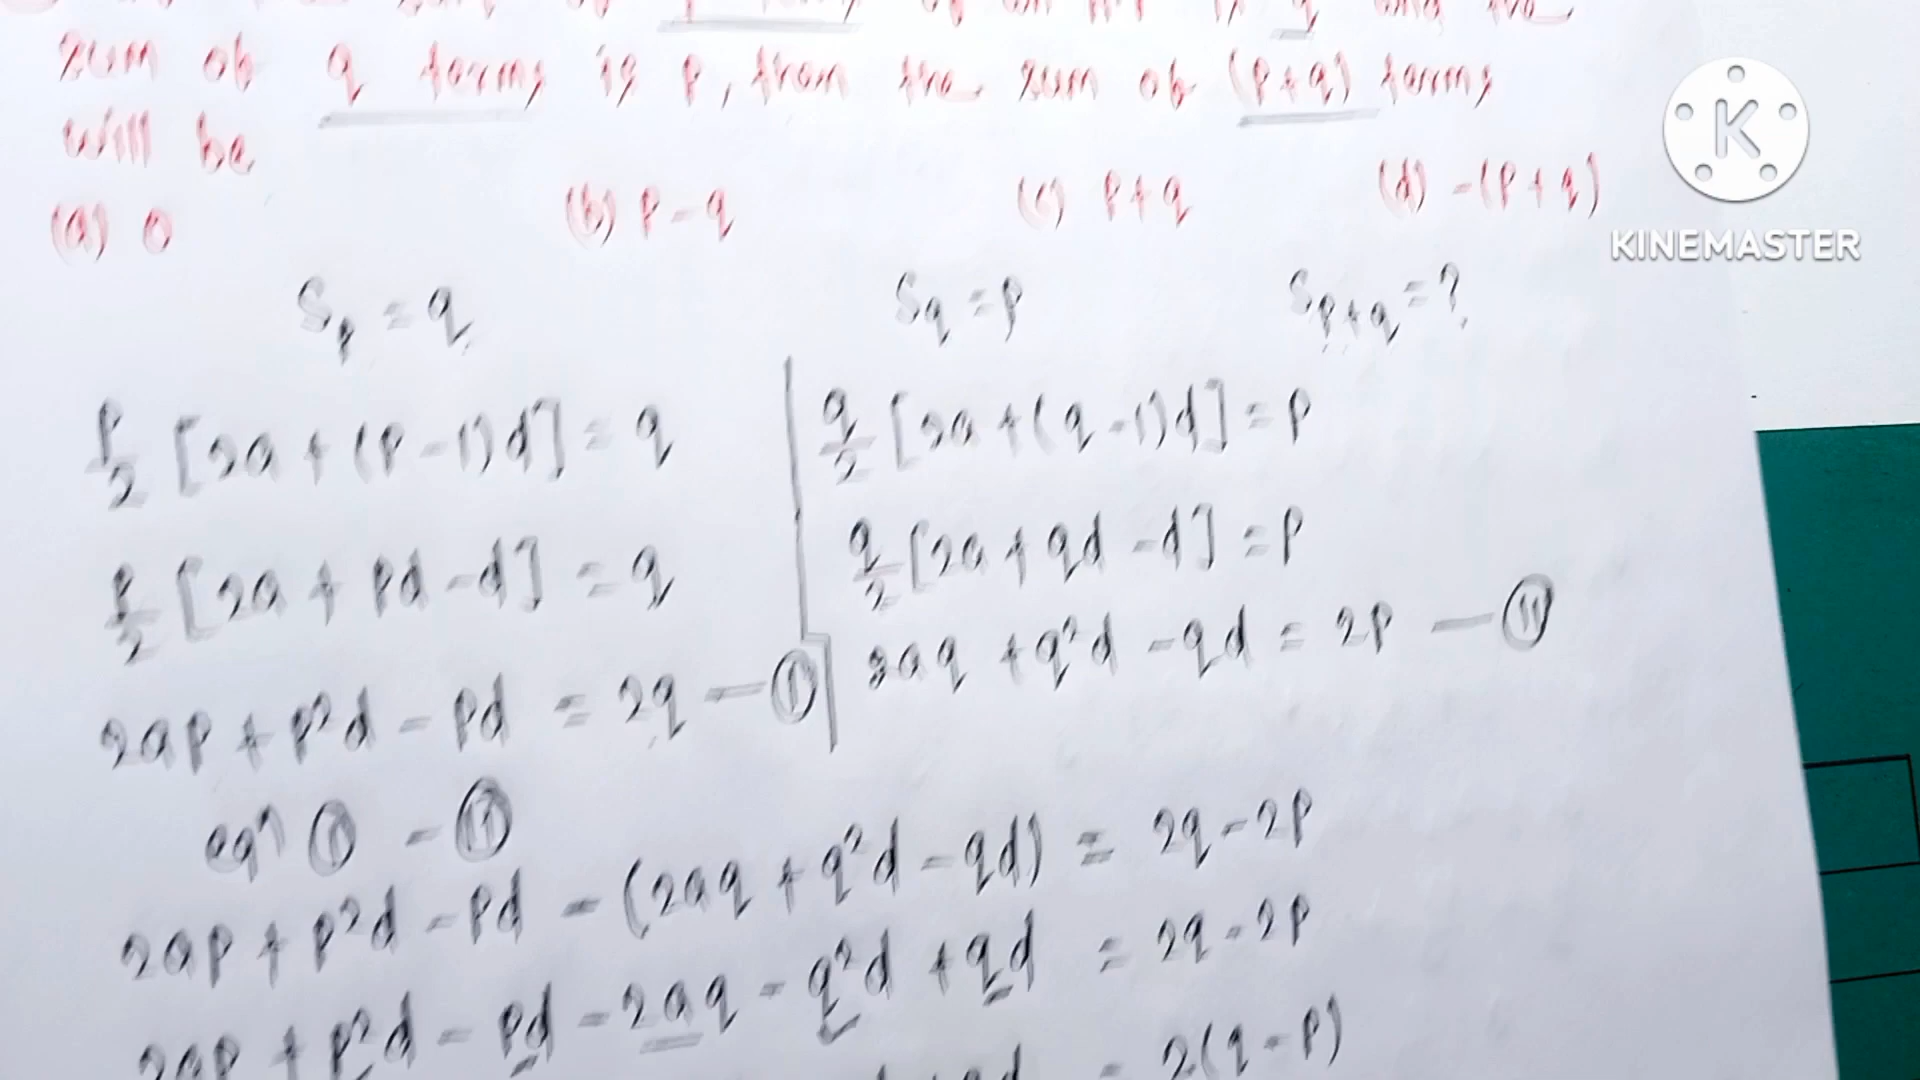 sum of q terms is p, then the sum of (p+q) terms
will be
(a) 0 (b) p - q (c) p + q (d) -(p+q)
KINEMASTER
Sp = q Sq = p Sp+q = ?
p/2 [2a + (p-1)d] = q
q/2 [2a + (q-1)d] = p
p/2 [2a + pd - d] = q
q/2 [2a + qd - d] = p
2ap + p²d - pd = 2q — (i)
2aq + q²d - qd = 2p — (ii)
eqn (i) - (ii)
2ap + p²d - pd - (2aq + q²d - qd) = 2q - 2p
2ap + p²d - pd - 2aq - q²d + qd = 2q - 2p
= 2(q-p)